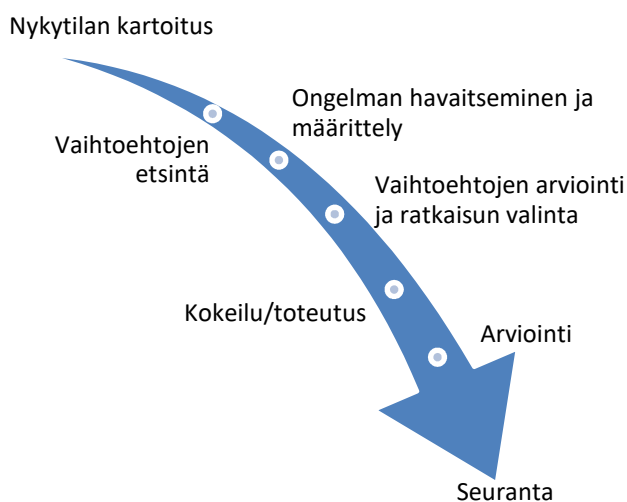 Nykytilan kartoitus
Ongelman havaitseminen ja
määrittely
Vaihtoehtojen
etsintä
Vaihtoehtojen arviointi
ja ratkaisun valinta
Kokeilu/toteutus
Arviointi
Seuranta